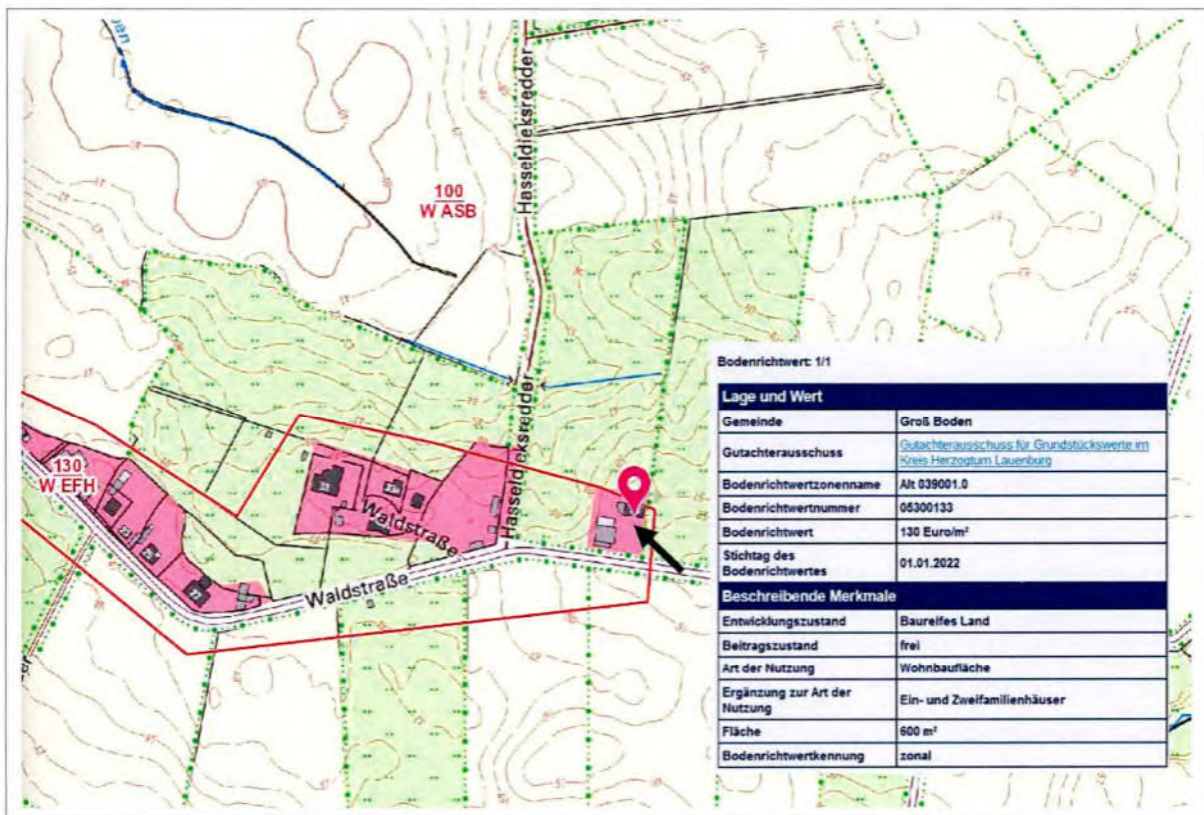 Hasseldieksredder
100
W ASB
130
W EFH
Hasseldieksredder
Waldstraße
Waldstraße
33
22
Bodenrichtwert: 1/1
Lage und Wert
Gemeinde Groß Boden
Gutachterausschuss Gutachterausschuss für Grundstückswerte im
Kreis Herzogtum Lauenburg
Bodenrichtwertzonenname Alt 039001.0
Bodenrichtwertnummer 05300133
Bodenrichtwert 130 Euro/m²
Stichtag des
Bodenrichtwertes 01.01.2022
Beschreibende Merkmale
Entwicklungszustand Baureifes Land
Beitragszustand frei
Art der Nutzung Wohnbaufläche
Ergänzung zur Art der
Nutzung Ein- und Zweifamilienhäuser
Fläche 600 m²
Bodenrichtwertkennung zonal